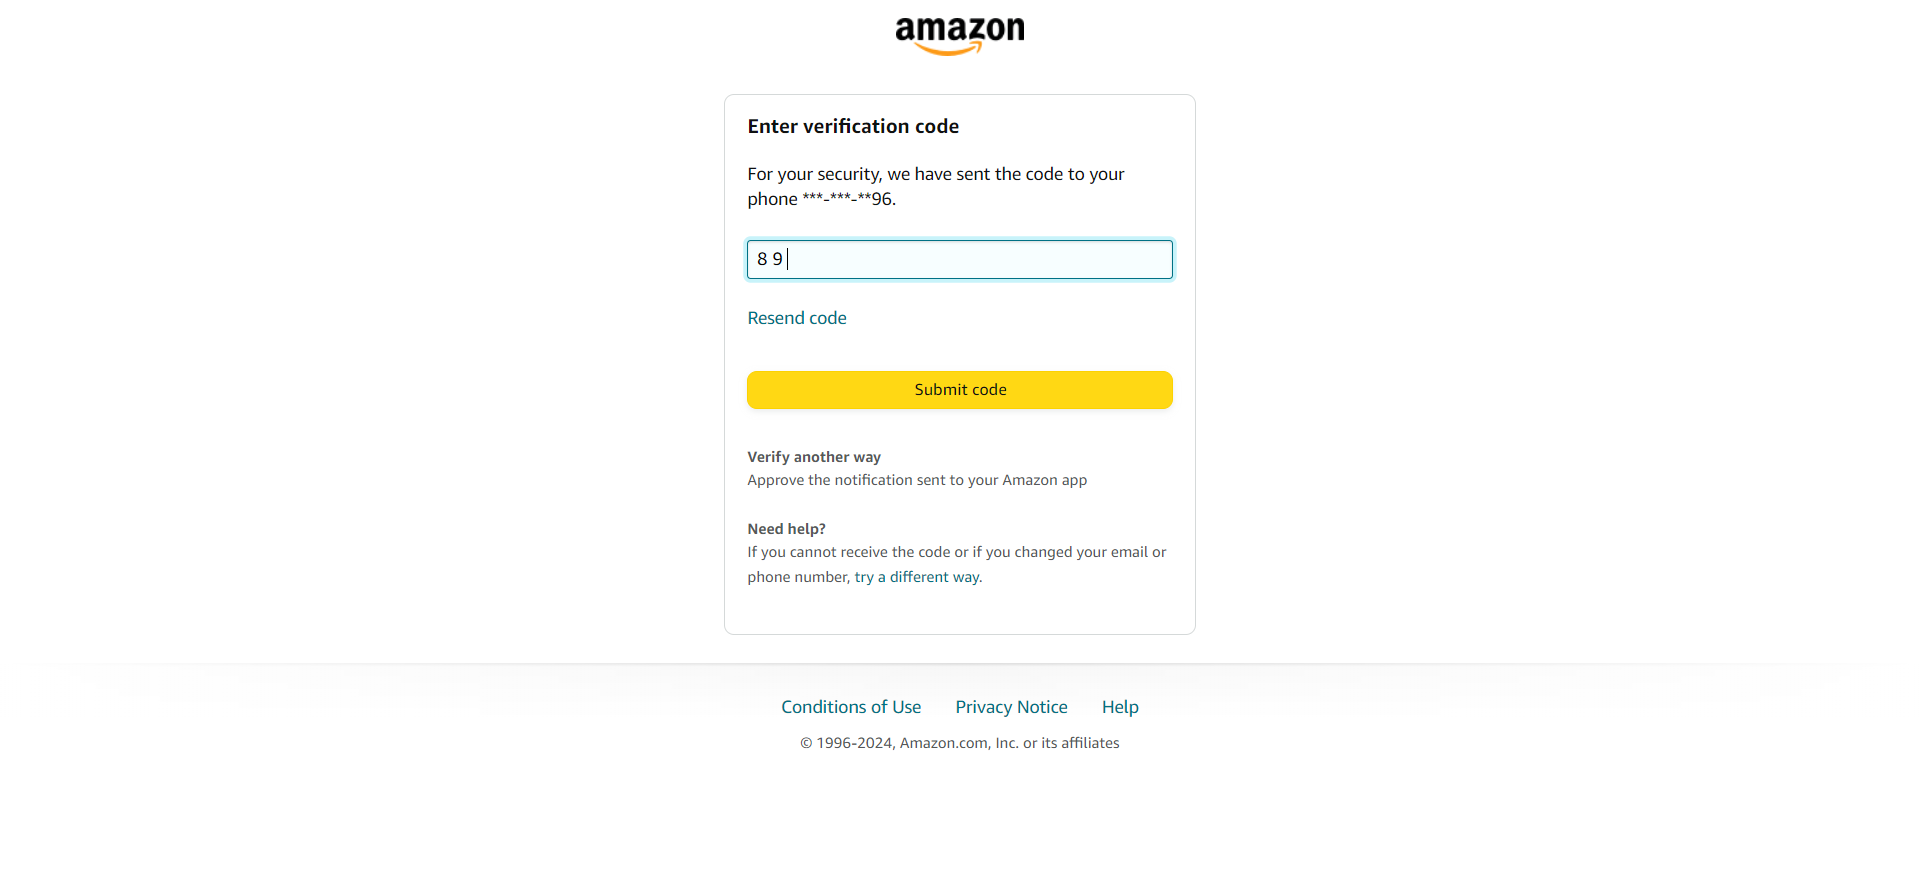 amazon
Enter verification code
For your security, we have sent the code to your
phone ***-***-**96.
8 9
Resend code
Submit code
Verify another way
Approve the notification sent to your Amazon app
Need help?
If you cannot receive the code or if you changed your email or
phone number, try a different way.
Conditions of Use Privacy Notice Help
© 1996-2024, Amazon.com, Inc. or its affiliates